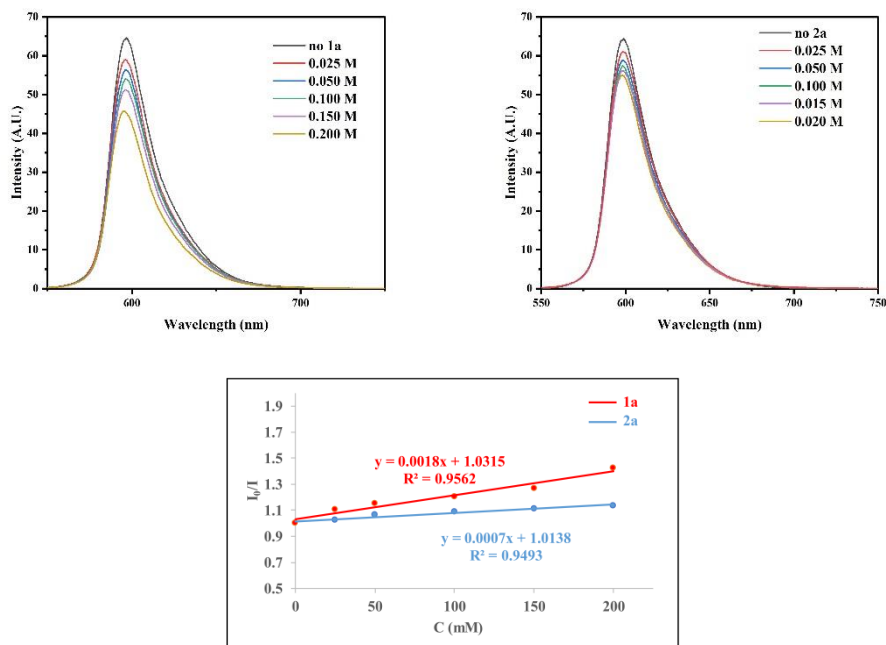 70
60
50
40
30
20
10
0
Intensity (A.U.)
600
700
Wavelength (nm)
no 1a
0.025 M
0.050 M
0.100 M
0.150 M
0.200 M
70
60
50
40
30
20
10
0
Intensity (A.U.)
550
600
650
700
750
Wavelength (nm)
no 2a
0.025 M
0.050 M
0.100 M
0.015 M
0.020 M
1.9
1.7
1.5
1.3
1.1
0.9
0.7
0.5
I₀/I
1a
2a
y = 0.0018x + 1.0315
R² = 0.9562
y = 0.0007x + 1.0138
R² = 0.9493
0
50
100
150
200
C (mM)